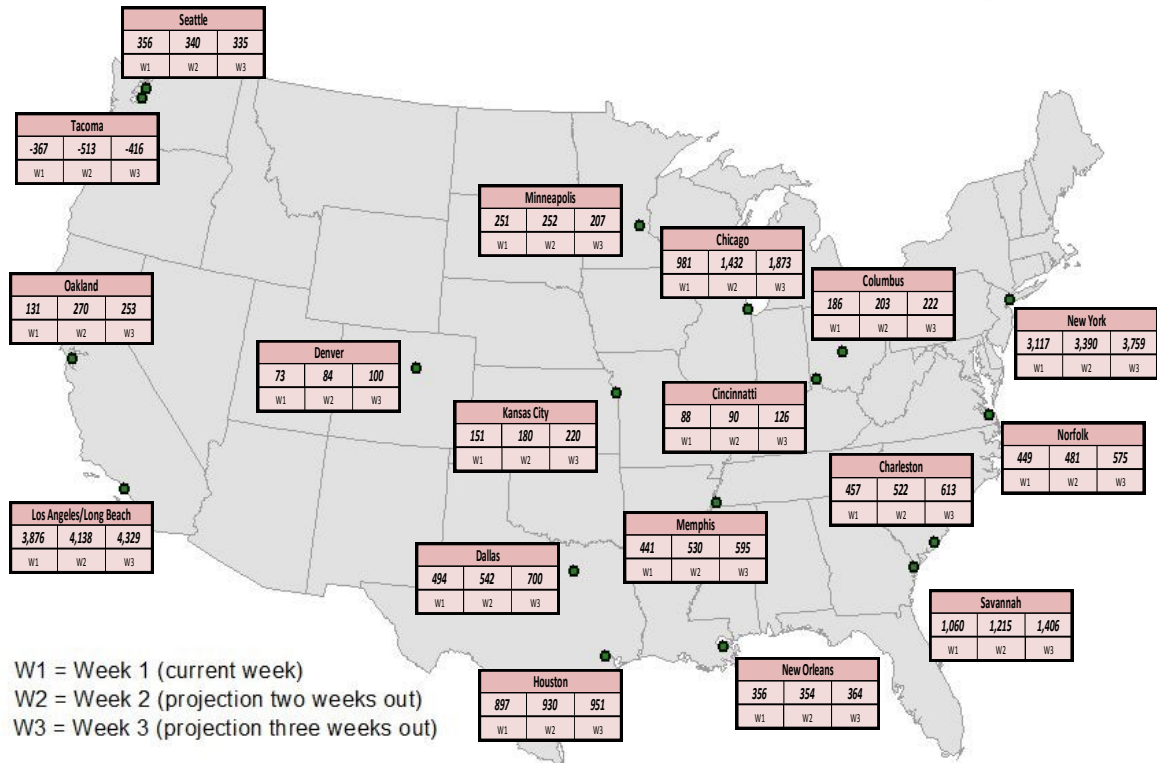 Seattle
356 340 335
W1 W2 W3
Tacoma
-367 -513 -416
W1 W2 W3
Minneapolis
251 252 207
W1 W2 W3
Chicago
981 1,432 1,873
W1 W2 W3
Oakland
131 270 253
W1 W2 W3
Columbus
186 203 222
W1 W2 W3
New York
3,117 3,390 3,759
W1 W2 W3
Denver
73 84 100
W1 W2 W3
Cincinnatti
88 90 126
W1 W2 W3
Kansas City
151 180 220
W1 W2 W3
Norfolk
449 481 575
W1 W2 W3
Charleston
457 522 613
W1 W2 W3
Los Angeles/Long Beach
3,876 4,138 4,329
W1 W2 W3
Memphis
441 530 595
W1 W2 W3
Dallas
494 542 700
W1 W2 W3
Savannah
1,060 1,215 1,406
W1 W2 W3
New Orleans
356 354 364
W1 W2 W3
Houston
897 930 951
W1 W2 W3
W1 = Week 1 (current week)
W2 = Week 2 (projection two weeks out)
W3 = Week 3 (projection three weeks out)